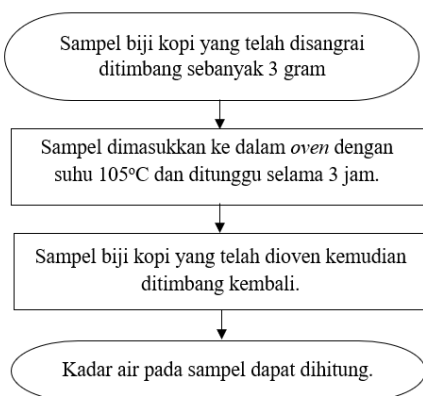 Sampel biji kopi yang telah disangrai
ditimbang sebanyak 3 gram
Sampel dimasukkan ke dalam oven dengan
suhu 105°C dan ditunggu selama 3 jam.
Sampel biji kopi yang telah dioven kemudian
ditimbang kembali.
Kadar air pada sampel dapat dihitung.